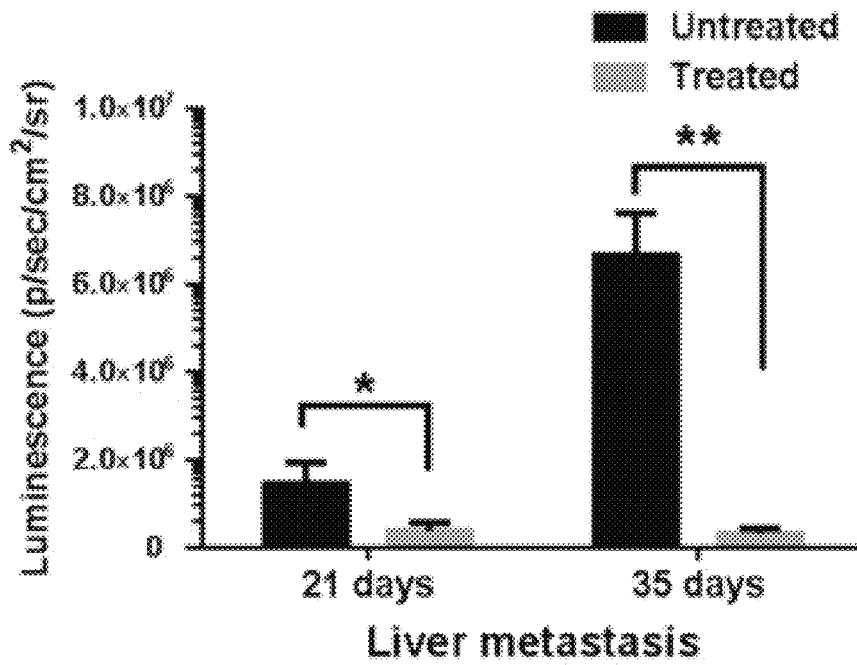 Untreated
Treated
Luminescence (p/sec/cm²/sr)
1.0×10⁷
8.0×10⁶
6.0×10⁶
4.0×10⁶
2.0×10⁶
0
*
**
21 days
35 days
Liver metastasis